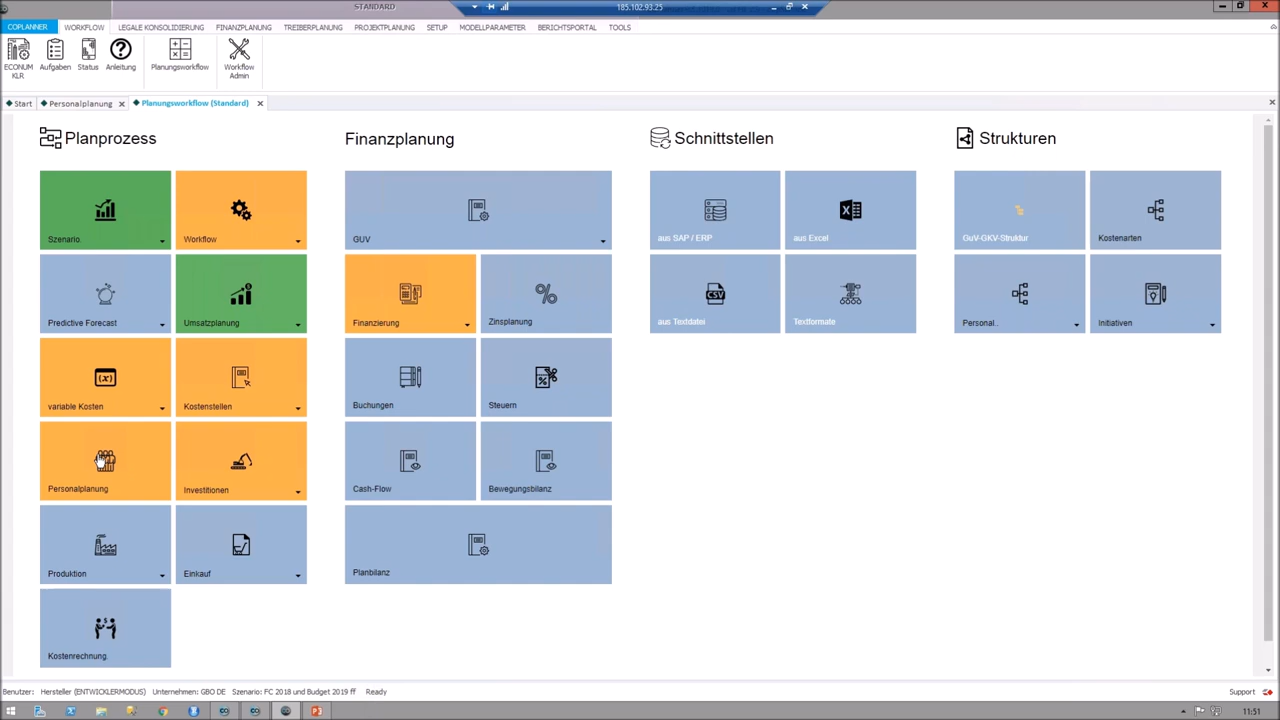 STANDARD
185.102.93.25
COPLANNER WORKFLOW LEGALE KONSOLIDIERUNG FINANZPLANUNG TREIBERPLANUNG PROJEKTPLANUNG SETUP MODELLPARAMETER BERICHTSPORTAL TOOLS
ECONUM KLR Aufgaben Status Anleitung Planungsworkflow Workflow Admin
Start Personalplanung Planungsworkflow (Standard)
Planprozess
Szenario.
Workflow
Predictive Forecast
Umsatzplanung
variable Kosten
Kostenstellen
Personalplanung
Investitionen
Produktion
Einkauf
Kostenrechnung.
Finanzplanung
GUV
Finanzierung
Zinsplanung
Buchungen
Steuern
Cash-Flow
Bewegungsbilanz
Planbilanz
Schnittstellen
aus SAP / ERP
aus Excel
CSV
aus Textdatei
Textformate
Strukturen
GuV-GKV-Struktur
Kostenarten
Personal..
Initiativen
Benutzer: Hersteller (ENTWICKLERMODUS) Unternehmen: GBO DE Szenario: FC 2018 und Budget 2019 ff Ready
Support
11:51